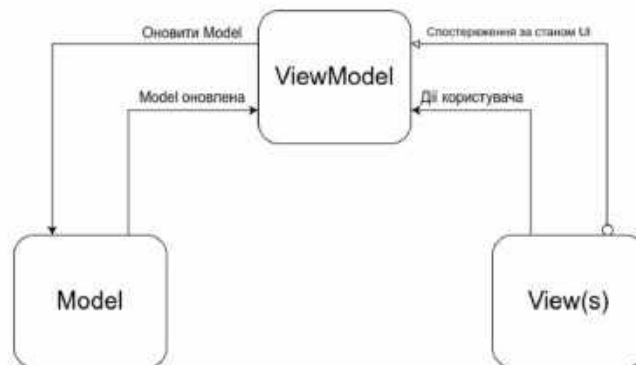 Оновити Model
Спостереження за станом UI
ViewModel
Model оновлена
Дії користувача
Model
View(s)